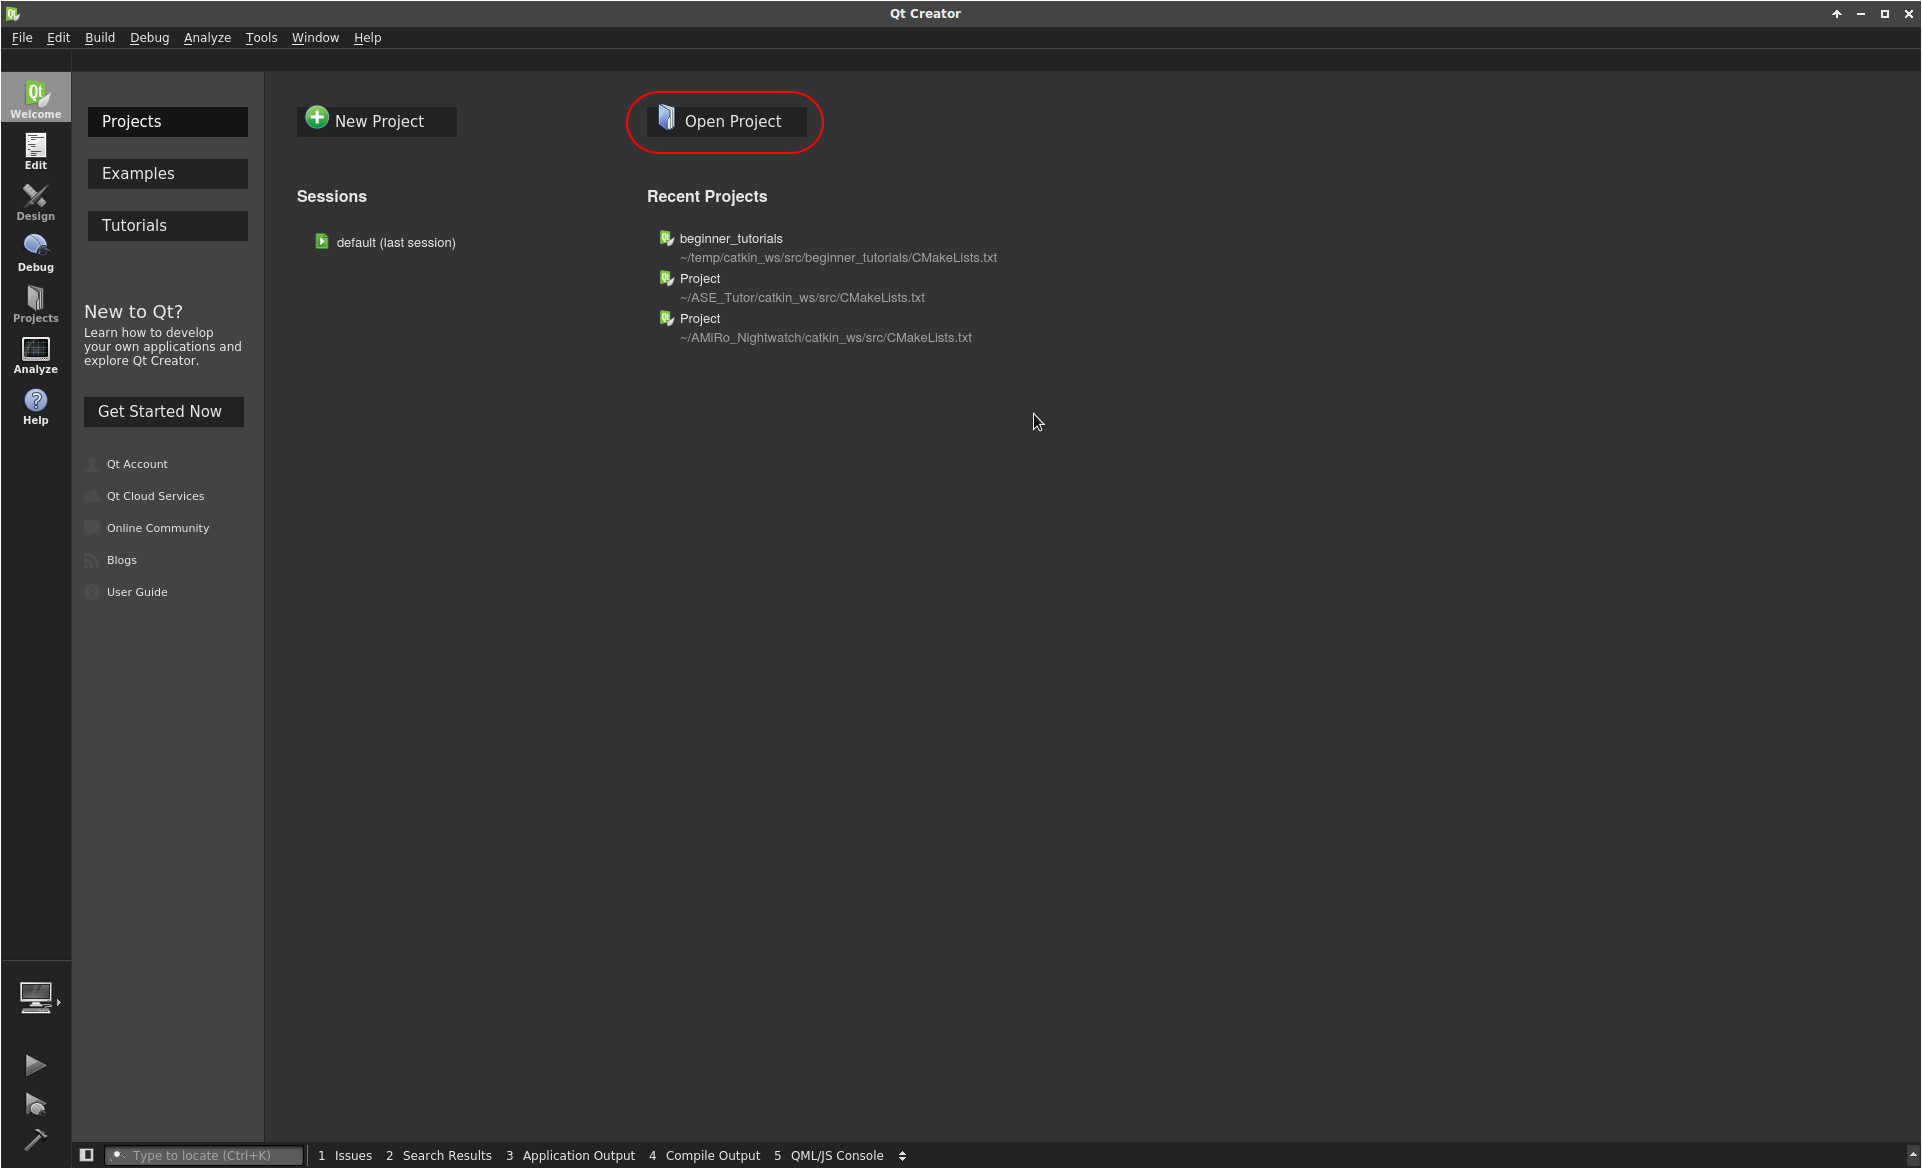 Qt Creator
File Edit Build Debug Analyze Tools Window Help
Qt
Welcome
Edit
Design
Debug
Projects
Analyze
Help
Projects
Examples
Tutorials
New to Qt?
Learn how to develop
your own applications and
explore Qt Creator.
Get Started Now
Qt Account
Qt Cloud Services
Online Community
Blogs
User Guide
New Project
Open Project
Sessions
default (last session)
Recent Projects
beginner_tutorials
~/temp/catkin_ws/src/beginner_tutorials/CMakeLists.txt
Project
~/ASE_Tutor/catkin_ws/src/CMakeLists.txt
Project
~/AMiRo_Nightwatch/catkin_ws/src/CMakeLists.txt
Type to locate (Ctrl+K) 1 Issues 2 Search Results 3 Application Output 4 Compile Output 5 QML/JS Console